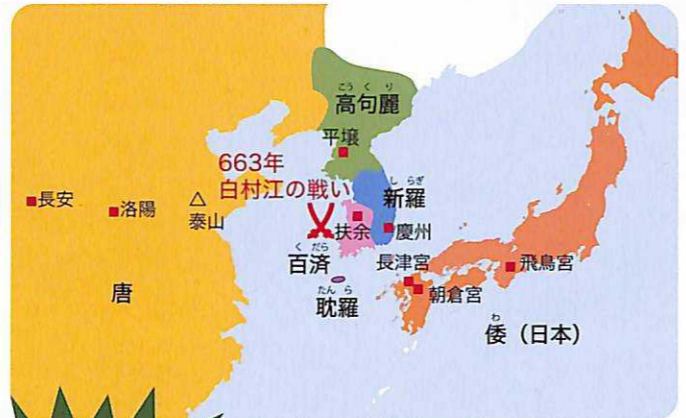 こうくり
高句麗
平壌
663年
白村江の戦い
しらぎ
新羅
長安
洛陽
泰山
扶余
慶州
くだら
百済
長津宮
飛鳥宮
たんら
耽羅
朝倉宮
唐
わ
倭（日本）